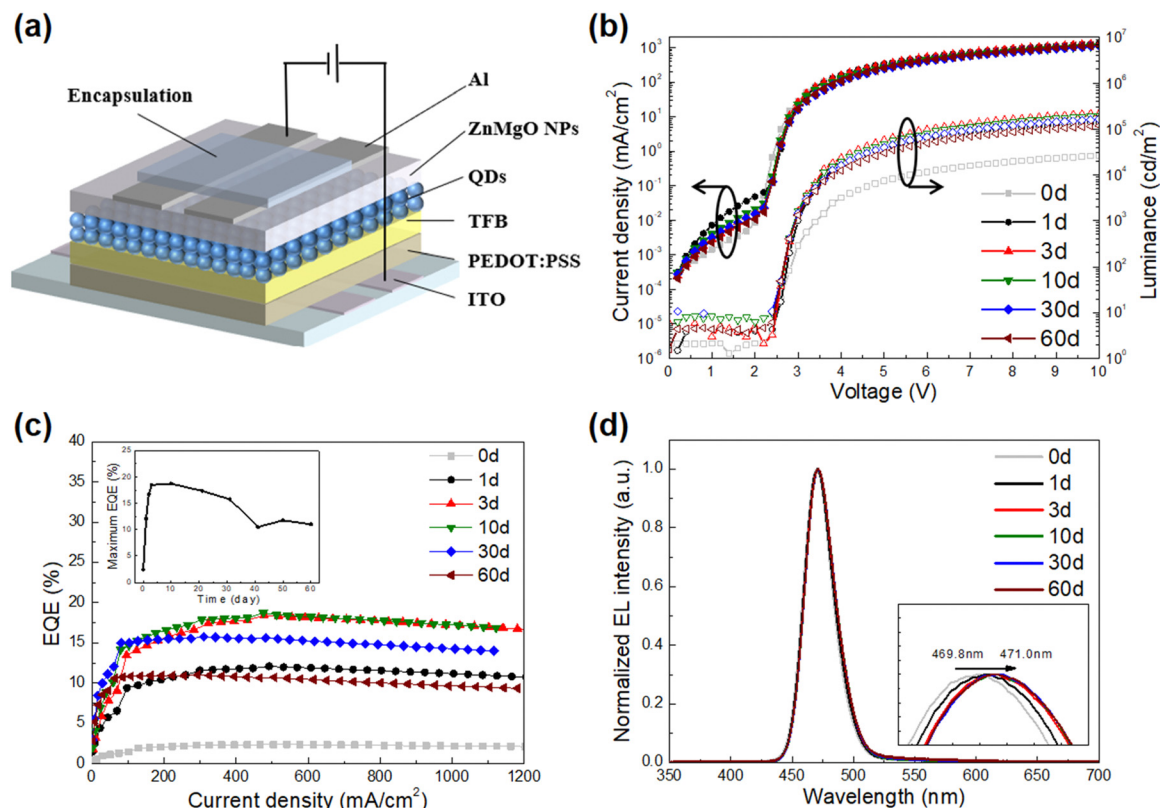 (a)
Encapsulation
Al
ZnMgO NPs
QDs
TFB
PEDOT:PSS
ITO
(b)
Current density (mA/cm²)
10³
10²
10¹
10⁰
10⁻¹
10⁻²
10⁻³
10⁻⁴
10⁻⁵
10⁻⁶
0 1 2 3 4 5 6 7 8 9 10
Voltage (V)
10⁷
10⁶
10⁵
10⁴
10³
10²
10¹
10⁰
Luminance (cd/m²)
0d
1d
3d
10d
30d
60d
(c)
EQE (%)
40
35
30
25
20
15
10
5
0
0 200 400 600 800 1000 1200
Current density (mA/cm²)
Maximum EQE (%)
25
20
15
10
5
0
0 10 20 30 40 50 60
Time (day)
0d
1d
3d
10d
30d
60d
(d)
Normalized EL intensity (a.u.)
1.0
0.8
0.6
0.4
0.2
0.0
350 400 450 500 550 600 650 700
Wavelength (nm)
0d
1d
3d
10d
30d
60d
469.8nm 471.0nm